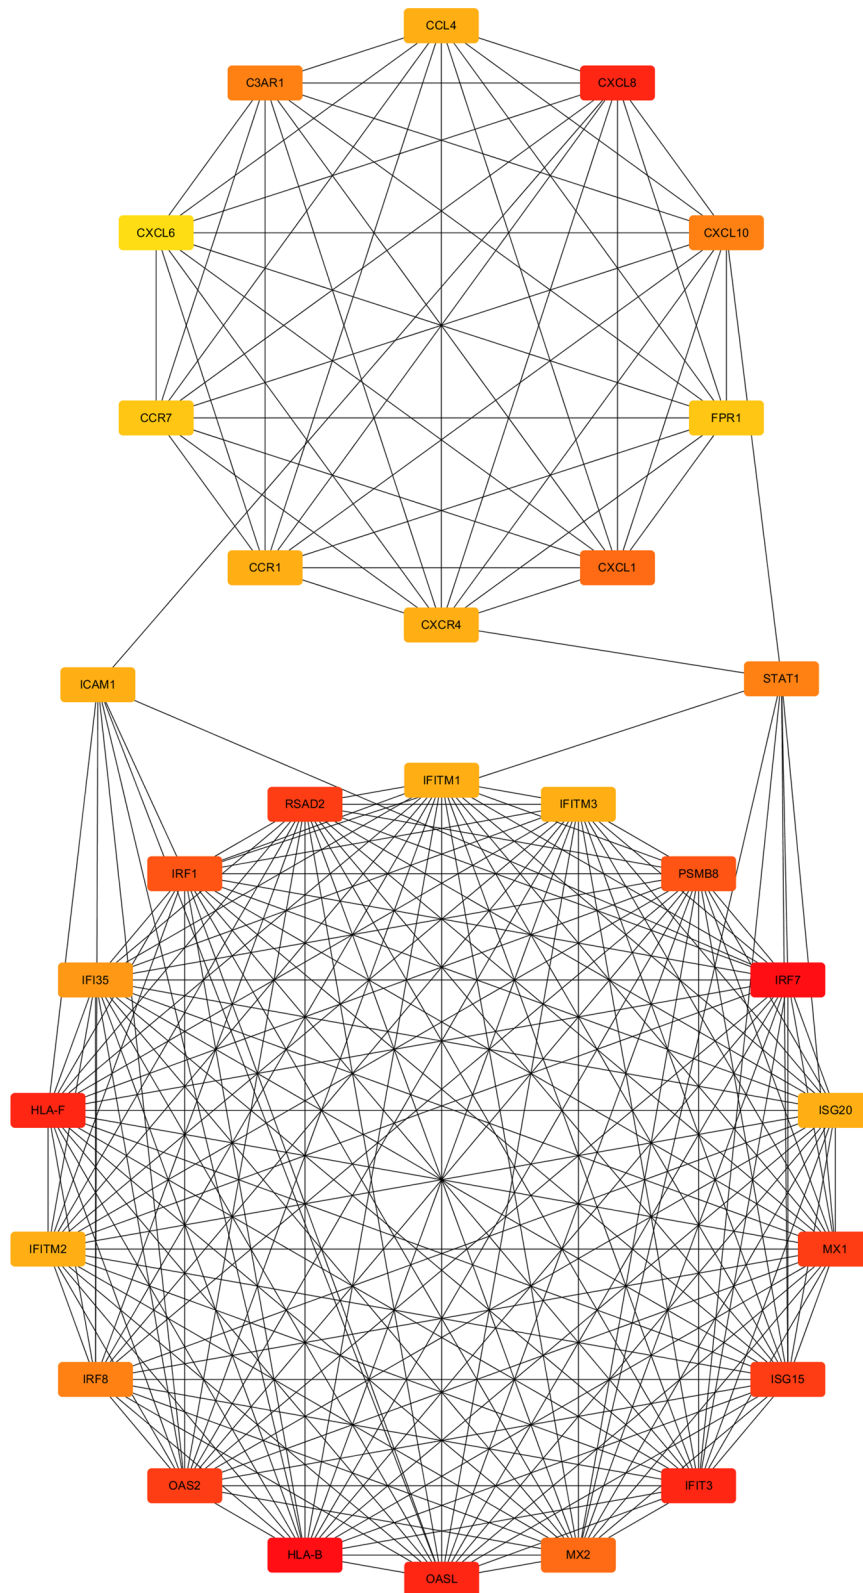 CCL4
C3AR1
CXCL8
CXCL6
CXCL10
CCR7
FPR1
CCR1
CXCL1
CXCR4
ICAM1
STAT1
IFITM1
RSAD2
IFITM3
IRF1
PSMB8
IFI35
IRF7
HLA-F
ISG20
IFITM2
MX1
IRF8
ISG15
OAS2
IFIT3
HLA-B
MX2
OASL